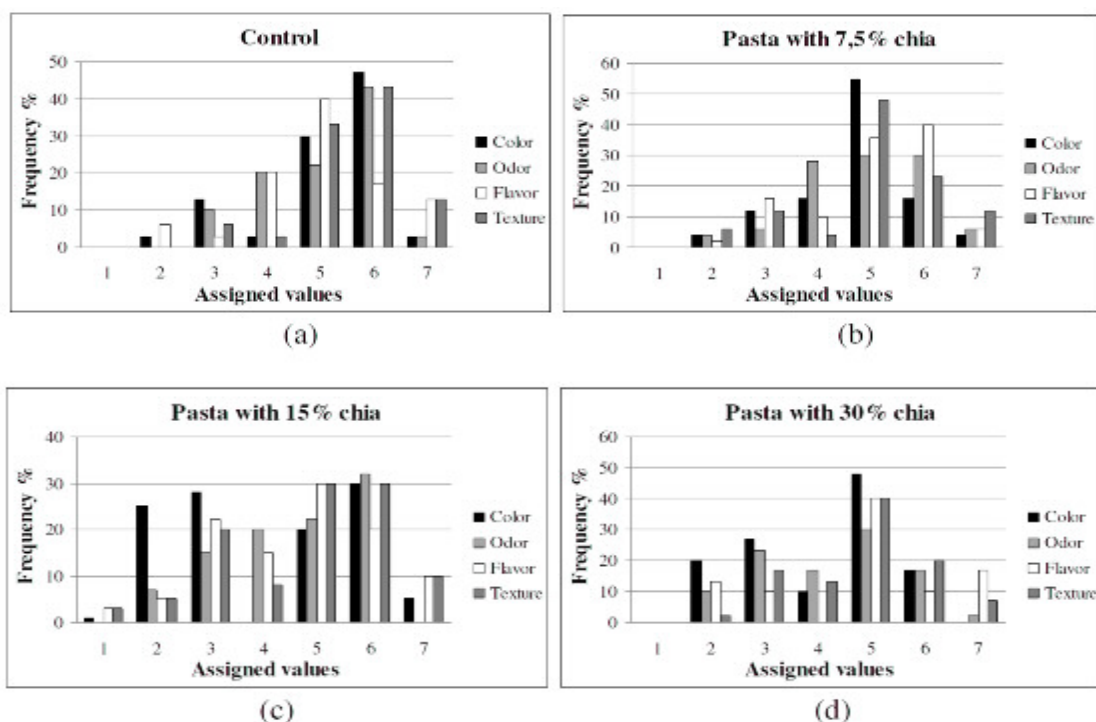 Control
50
40
30
20
10
0
Frequency %
1 2 3 4 5 6 7
Assigned values
Color
Odor
Flavor
Texture
(a)
Pasta with 7,5% chia
60
50
40
30
20
10
0
Frequency %
1 2 3 4 5 6 7
Assigned values
Color
Odor
Flavor
Texture
(b)
Pasta with 15% chia
40
30
20
10
0
Frequency %
1 2 3 4 5 6 7
Assigned values
Color
Odor
Flavor
Texture
(c)
Pasta with 30% chia
60
50
40
30
20
10
0
Frequency %
1 2 3 4 5 6 7
Assigned values
Color
Odor
Flavor
Texture
(d)